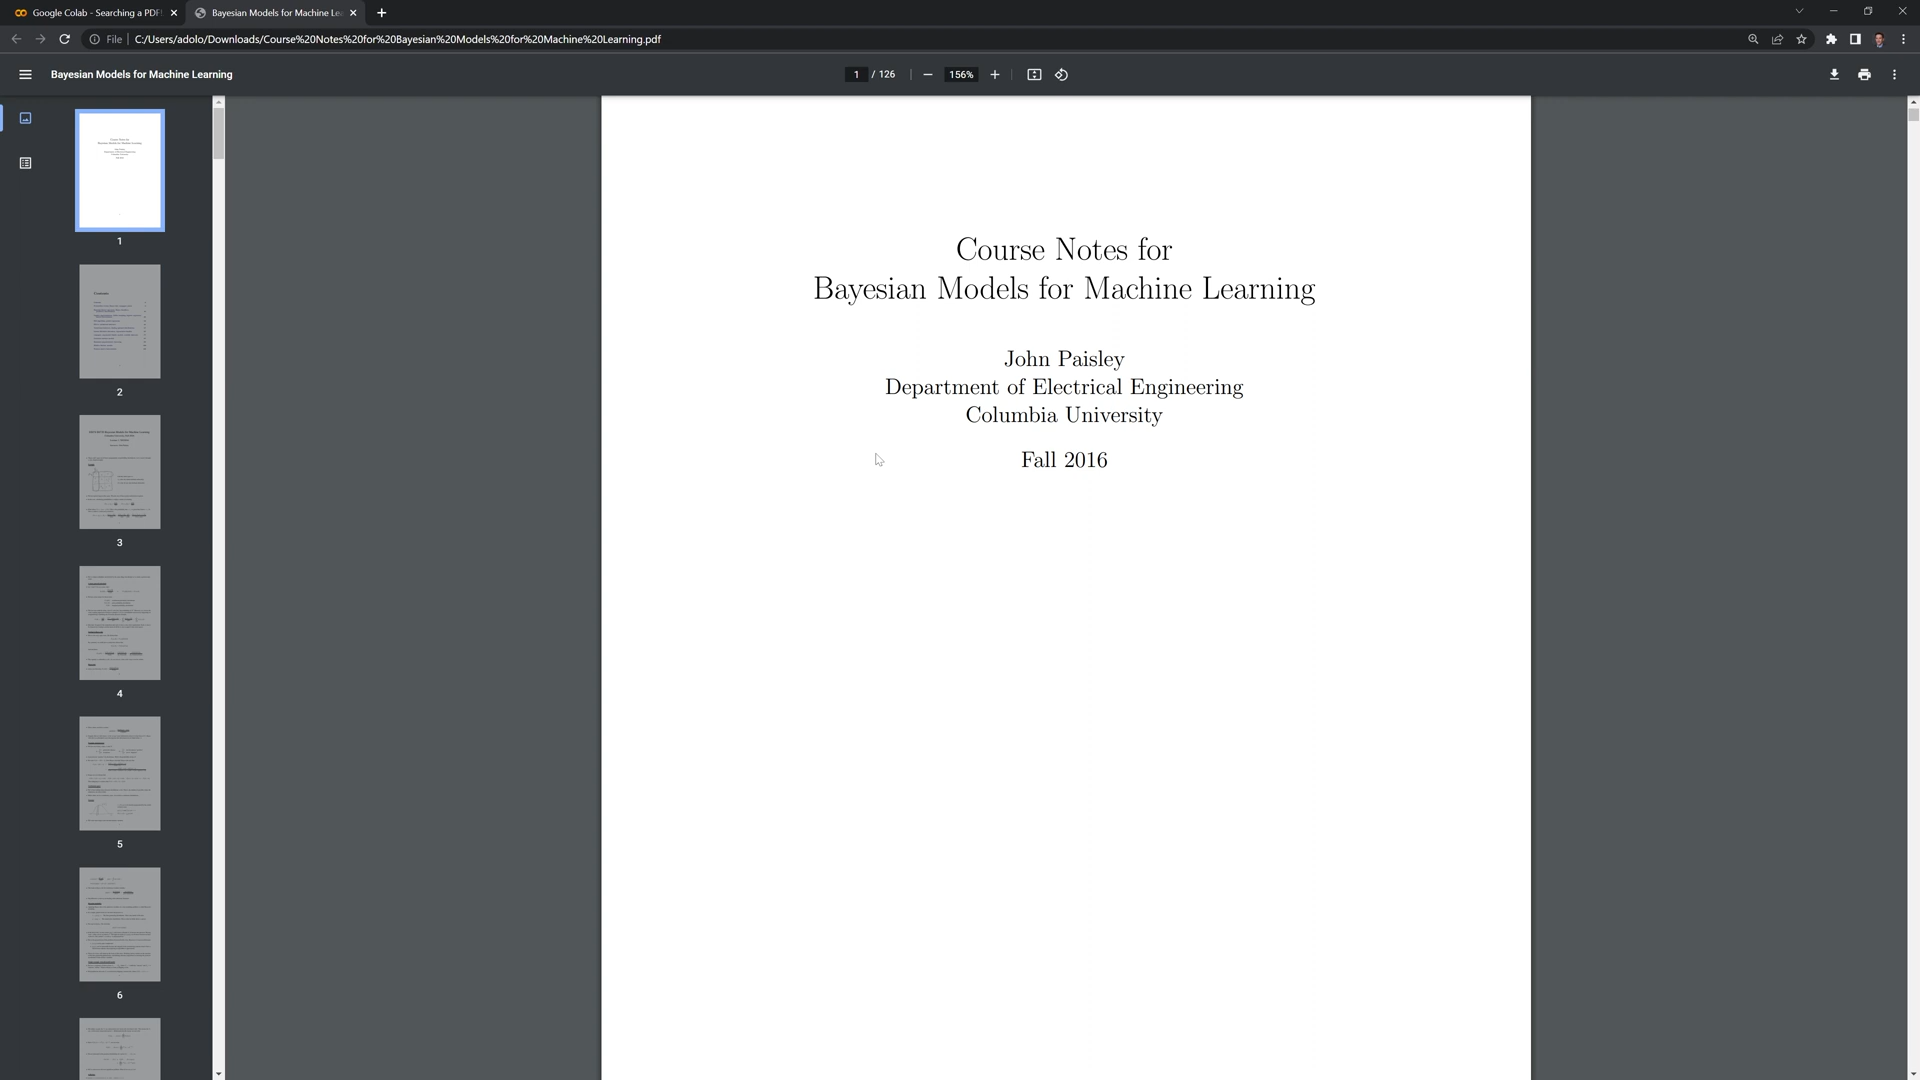 Google Colab - Searching a PDF
Bayesian Models for Machine Le
File
C:/Users/adolo/Downloads/Course%20Notes%20for%20Bayesian%20Models%20for%20Machine%20Learning.pdf
Bayesian Models for Machine Learning
1 / 126
156%
1
2
3
4
5
6
Course Notes for
Bayesian Models for Machine Learning
John Paisley
Department of Electrical Engineering
Columbia University
Fall 2016